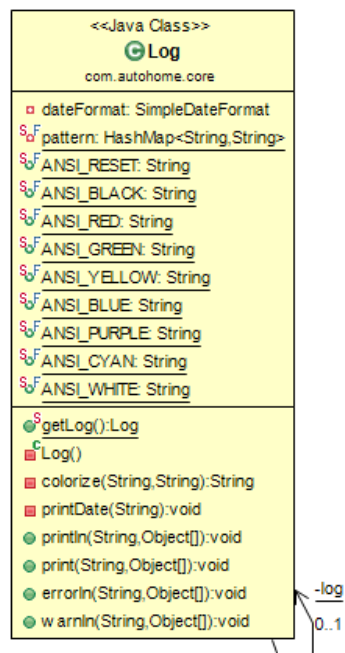 <<Java Class>>
Log
com.autohome.core
dateFormat: SimpleDateFormat
pattern: HashMap<String,String>
ANSI_RESET: String
ANSI_BLACK: String
ANSI_RED: String
ANSI_GREEN: String
ANSI_YELLOW: String
ANSI_BLUE: String
ANSI_PURPLE: String
ANSI_CYAN: String
ANSI_WHITE: String
getLog():Log
Log()
colorize(String,String):String
printDate(String):void
println(String,Object[]):void
print(String,Object[]):void
errorln(String,Object[]):void
warnln(String,Object[]):void
-log
0..1